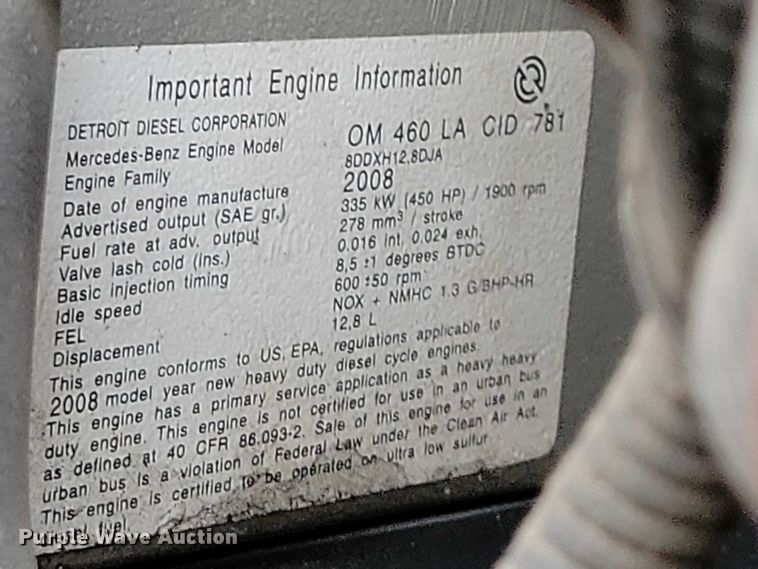 Important Engine Information
DETROIT DIESEL CORPORATION
Mercedes-Benz Engine Model OM 460 LA CID 781
Engine Family 8DDXH12,8DJA
Date of engine manufacture 2008
Advertised output (SAE gr.) 335 kW (450 HP) / 1900 rpm
Fuel rate at adv. output 278 mm³ / stroke
Valve lash cold (ins.) 0.016 int, 0.024 exh.
Basic injection timing 8,5 ±1 degrees BTDC
Idle speed 600 ±50 rpm
FEL NOX + NMHC 1.3 G/BHP-HR
Displacement 12,8 L
This engine conforms to US, EPA, regulations applicable to
2008 model year new heavy duty diesel cycle engines.
This engine has a primary service application as a heavy heavy
duty engine. This engine is not certified for use in an urban bus
as defined at 40 CFR 86.093-2. Sale of this engine for use in an
urban bus is a violation of Federal Law under the Clean Air Act.
This engine is certified to be operated on ultra low sulfur
fuel.
Purple Wave Auction